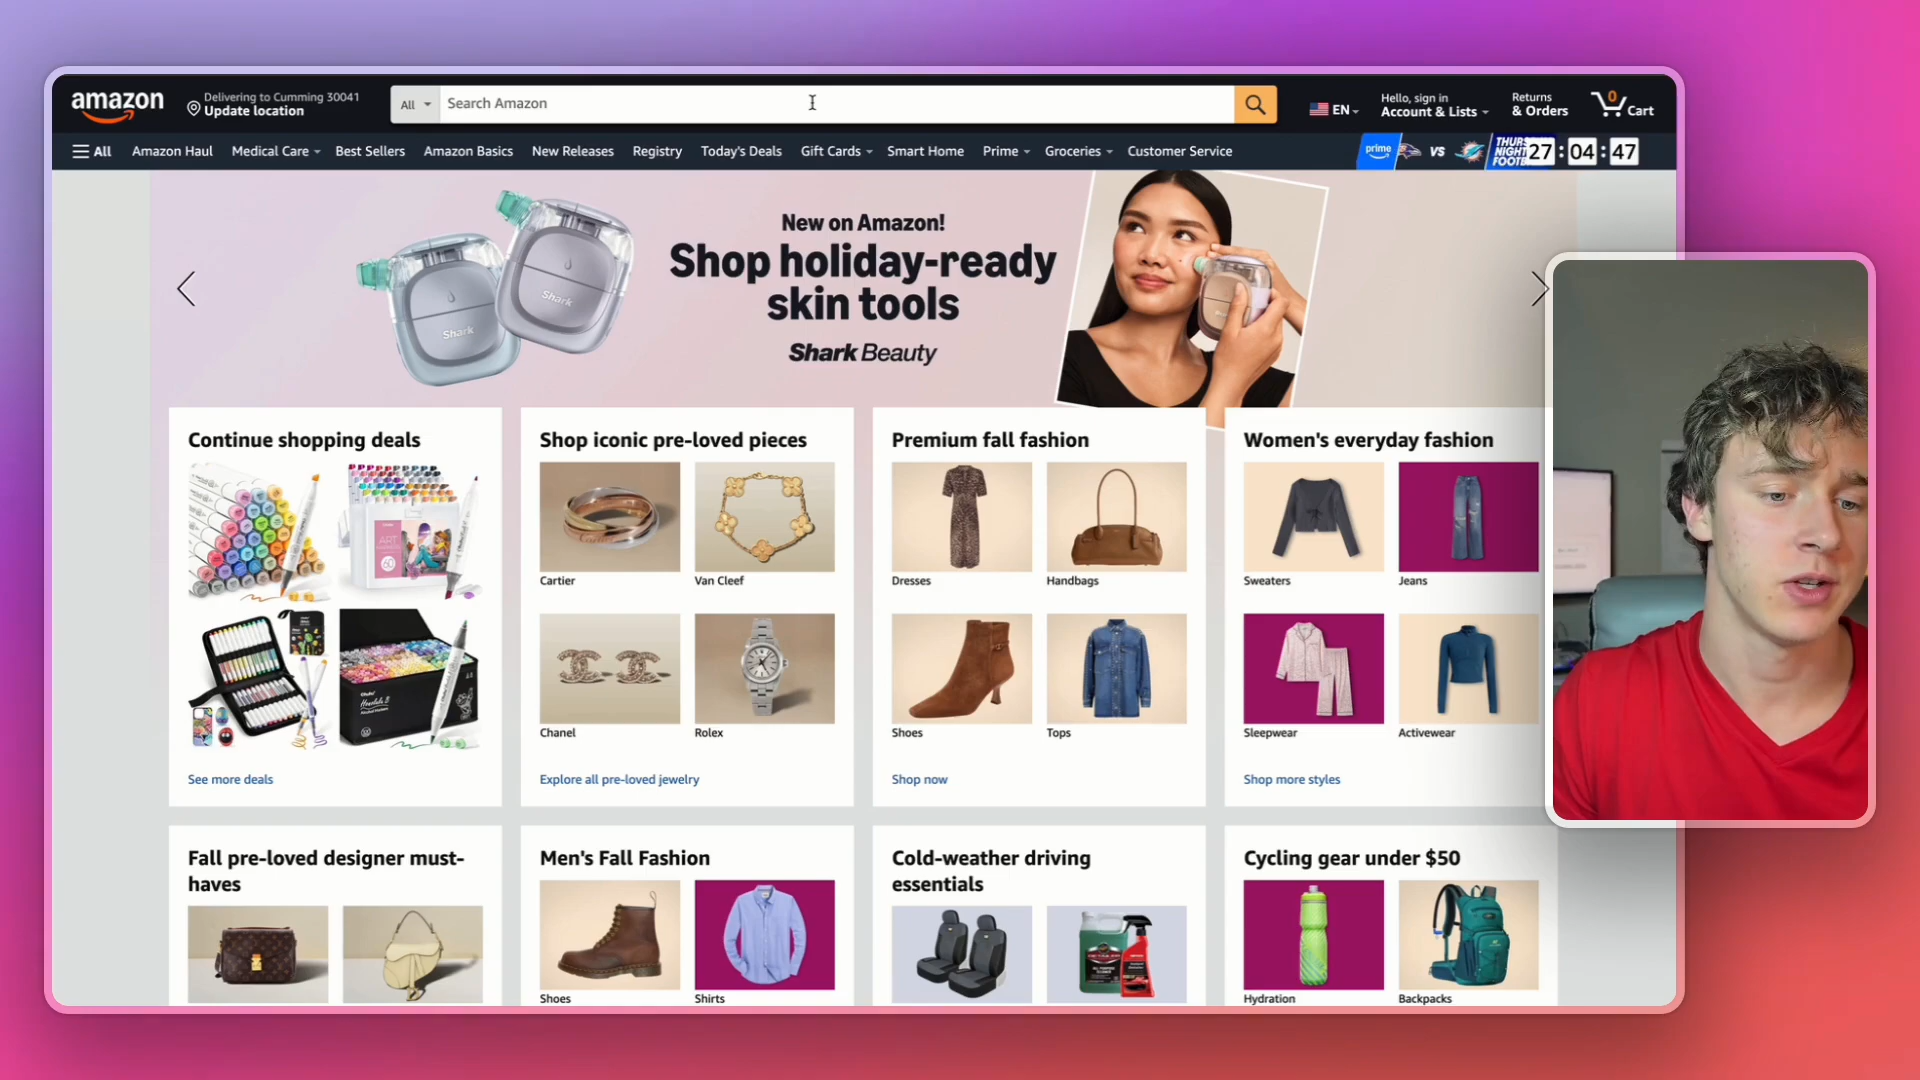 amazon
Delivering to Cumming 30041
Update location
All
Search Amazon
EN
Hello, sign in
Account & Lists
Returns
& Orders
0
Cart
All
Amazon Haul
Medical Care
Best Sellers
Amazon Basics
New Releases
Registry
Today's Deals
Gift Cards
Smart Home
Prime
Groceries
Customer Service
prime
VS
27 : 04 : 47
New on Amazon!
Shop holiday-ready
skin tools
Shark Beauty
Shark
Shark
Continue shopping deals
ART
60
See more deals
Shop iconic pre-loved pieces
Cartier
Van Cleef
Chanel
Rolex
Explore all pre-loved jewelry
Premium fall fashion
Dresses
Handbags
Shoes
Tops
Shop now
Women's everyday fashion
Sweaters
Jeans
Sleepwear
Activewear
Shop more styles
Fall pre-loved designer must-
haves
Men's Fall Fashion
Shoes
Shirts
Cold-weather driving
essentials
Cycling gear under $50
Hydration
Backpacks